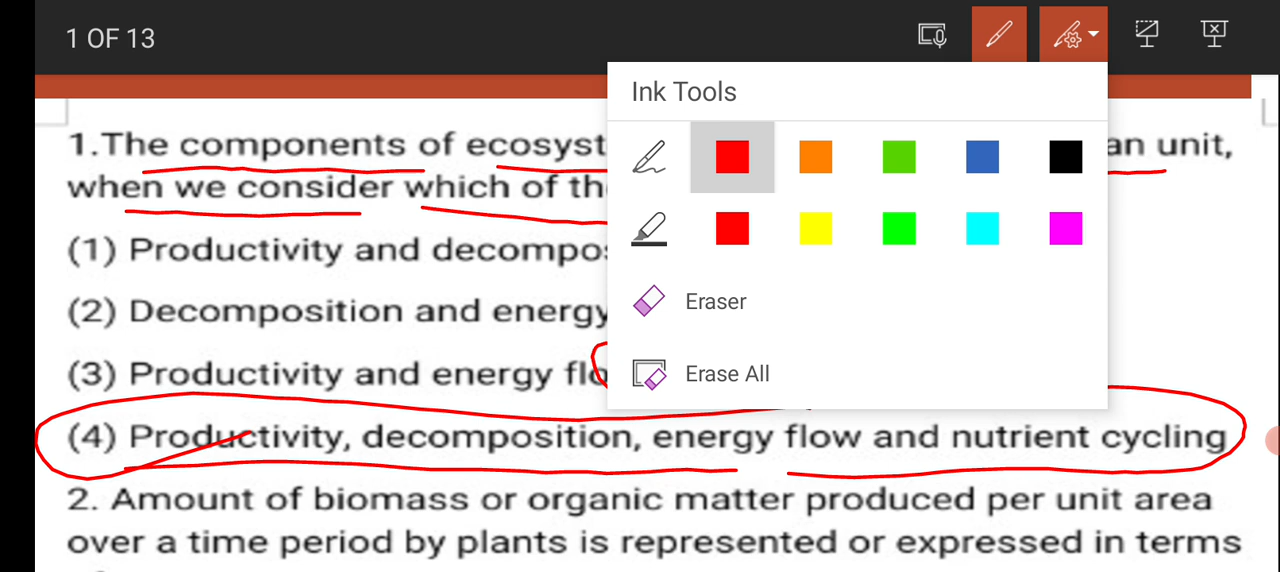 1 OF 13
Ink Tools
Eraser
Erase All
1.The components of ecosyst an unit,
when we consider which of th
(1) Productivity and decompo
(2) Decomposition and energy
(3) Productivity and energy flo
(4) Productivity, decomposition, energy flow and nutrient cycling
2. Amount of biomass or organic matter produced per unit area
over a time period by plants is represented or expressed in terms